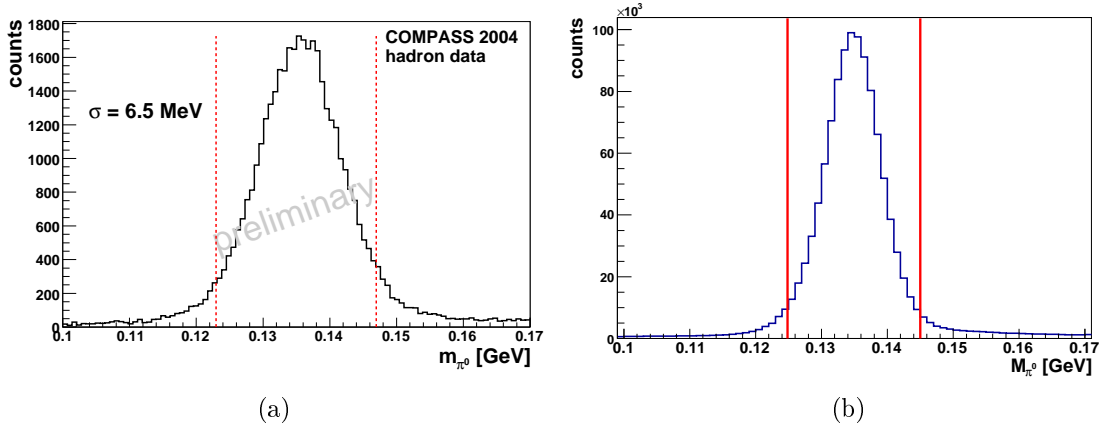 COMPASS 2004
hadron data
σ = 6.5 MeV
preliminary
counts
1800
1600
1400
1200
1000
800
600
400
200
0
0.1 0.11 0.12 0.13 0.14 0.15 0.16 0.17
m_π⁰ [GeV]
(a)
×10³
counts
100
80
60
40
20
0
0.1 0.11 0.12 0.13 0.14 0.15 0.16 0.17
M_π⁰ [GeV]
(b)